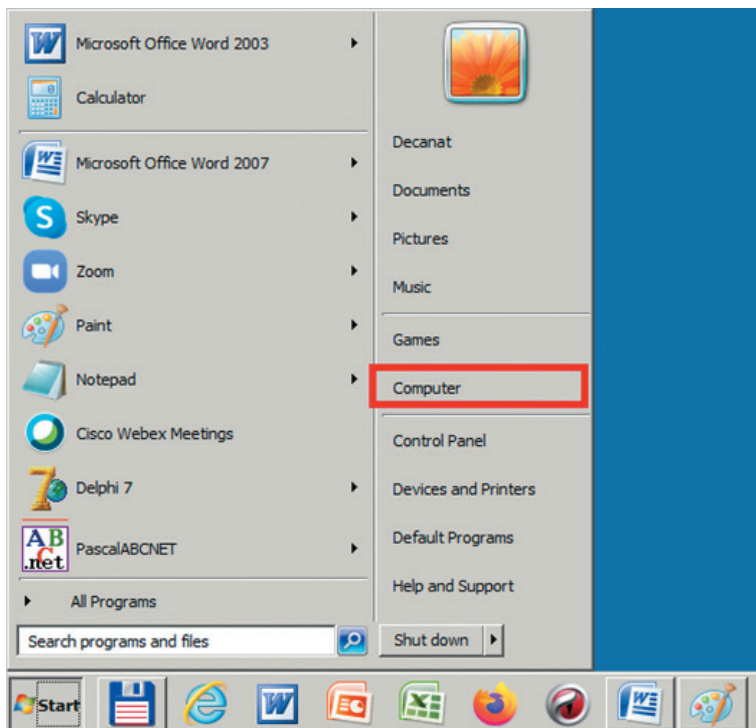 Microsoft Office Word 2003
Calculator
Microsoft Office Word 2007
Skype
Zoom
Paint
Notepad
Cisco Webex Meetings
Delphi 7
PascalABCNET
All Programs
Search programs and files
Decanat
Documents
Pictures
Music
Games
Computer
Control Panel
Devices and Printers
Default Programs
Help and Support
Shut down
Start